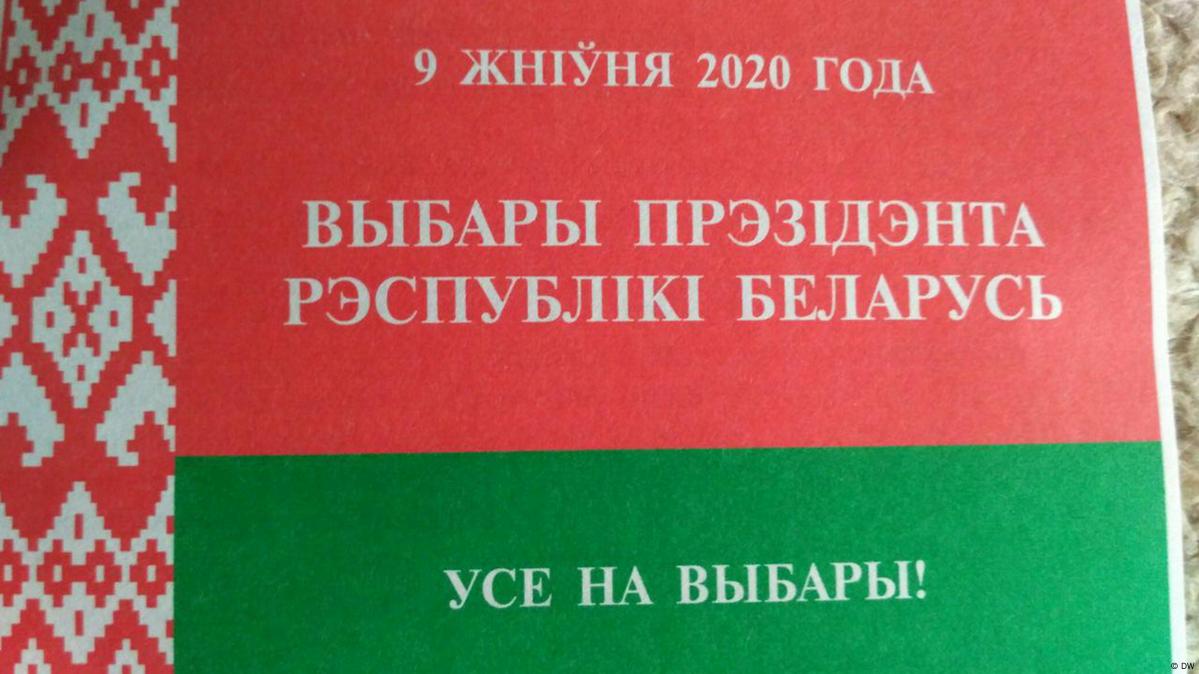 9 ЖНІЎНЯ 2020 ГОДА
ВЫБАРЫ ПРЭЗІДЭНТА
РЭСПУБЛІКІ БЕЛАРУСЬ
УСЕ НА ВЫБАРЫ!
© DW